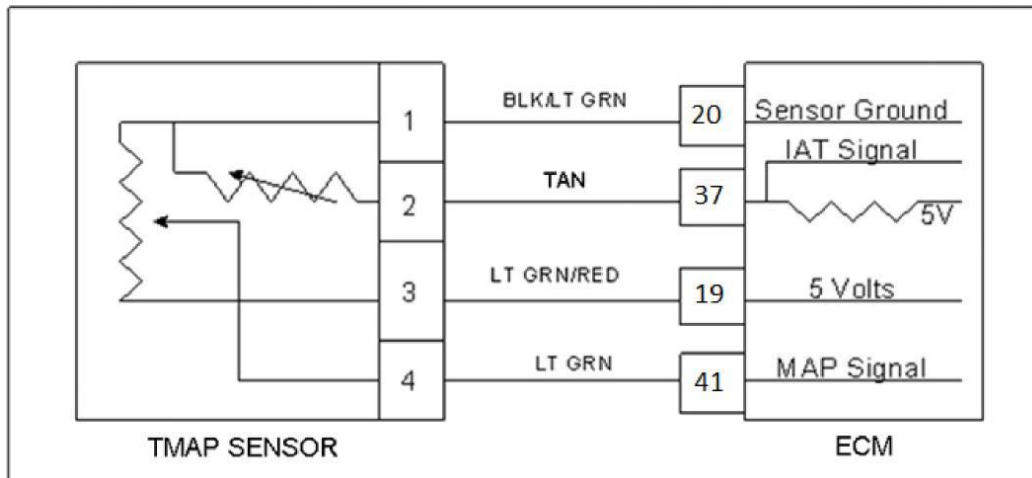 1 BLK/LT GRN 20 Sensor Ground
IAT Signal
2 TAN 37
5V
3 LT GRN/RED 19 5 Volts
4 LT GRN 41 MAP Signal
TMAP SENSOR ECM